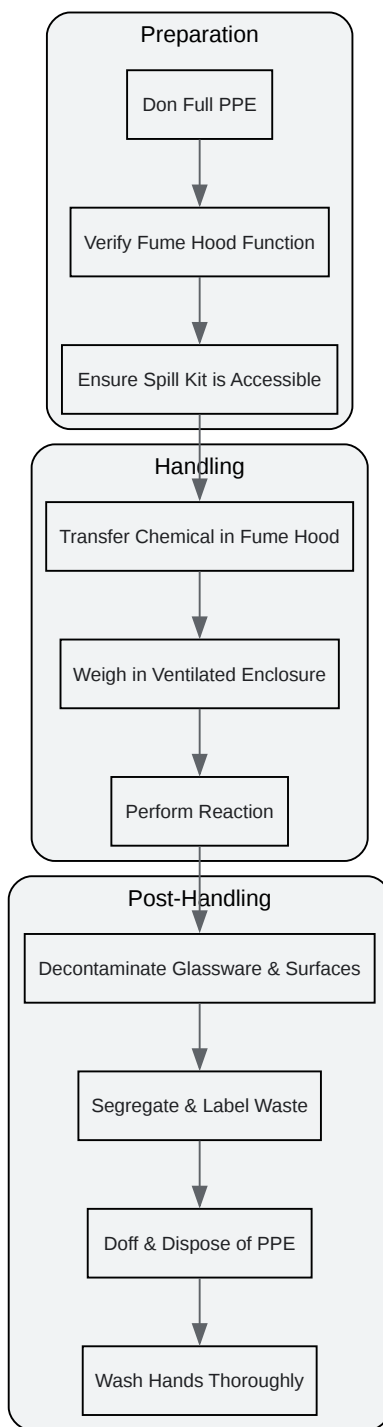 Preparation
Don Full PPE
Verify Fume Hood Function
Ensure Spill Kit is Accessible
Handling
Transfer Chemical in Fume Hood
Weigh in Ventilated Enclosure
Perform Reaction
Post-Handling
Decontaminate Glassware & Surfaces
Segregate & Label Waste
Doff & Dispose of PPE
Wash Hands Thoroughly